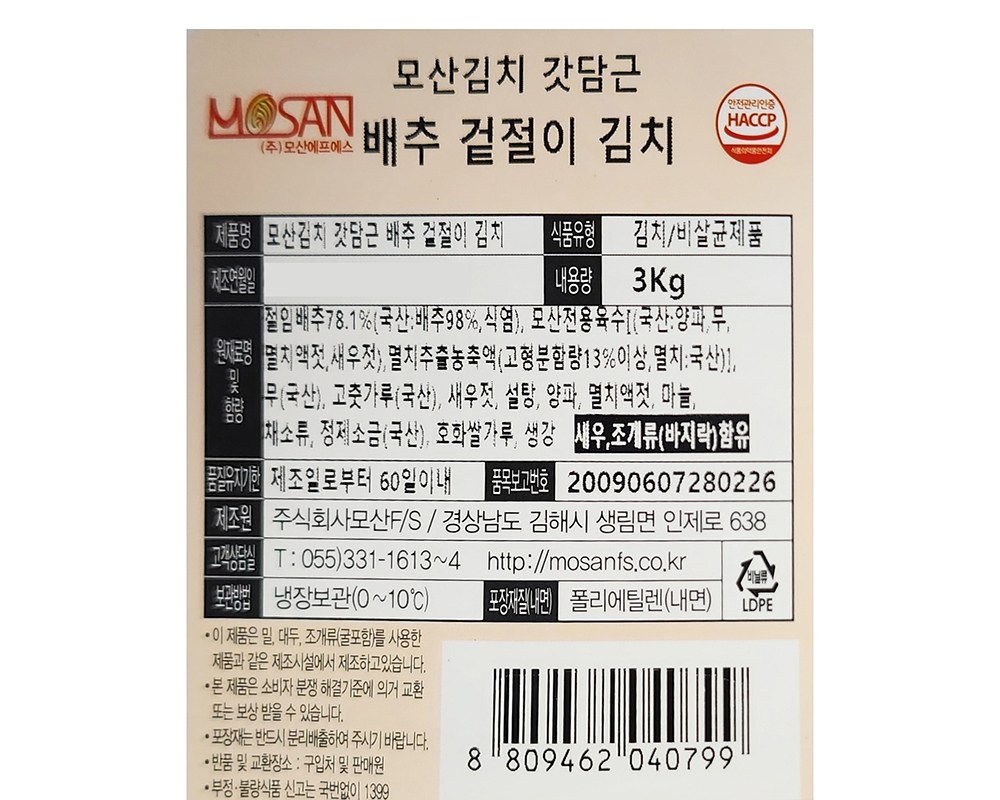 모산김치 갓담근
MOSAN
(주)모산에프에스
배추 겉절이 김치
안전관리인증
HACCP
식품의약품안전처
제품명 모산김치 갓담근 배추 겉절이 김치 식품유형 김치/비살균제품
제조연월일 내용량 3Kg
원재료명 및 함량
절임배추78.1%(국산:배추98%,식염), 모산전용육수[(국산:양파,무,
멸치액젓,새우젓),멸치추출농축액(고형분함량13%이상,멸치:국산)],
무(국산), 고춧가루(국산), 새우젓, 설탕, 양파, 멸치액젓, 마늘,
채소류, 정제소금(국산), 호화쌀가루, 생강 새우,조개류(바지락)함유
품질유지기한 제조일로부터 60일이내 품목보고번호 20090607280226
제조원 주식회사모산F/S / 경상남도 김해시 생림면 인제로 638
고객상담실 T : 055)331-1613~4 http://mosanfs.co.kr
비닐류
LDPE
보관방법 냉장보관(0~10℃) 포장재질(내면) 폴리에틸렌(내면)
• 이 제품은 밀, 대두, 조개류(굴포함)를 사용한
제품과 같은 제조시설에서 제조하고있습니다.
• 본 제품은 소비자 분쟁 해결기준에 의거 교환
또는 보상 받을 수 있습니다.
• 포장재는 반드시 분리배출하여 주시기 바랍니다.
• 반품 및 교환장소 : 구입처 및 판매원
• 부정·불량식품 신고는 국번없이 1399
8 809462 040799